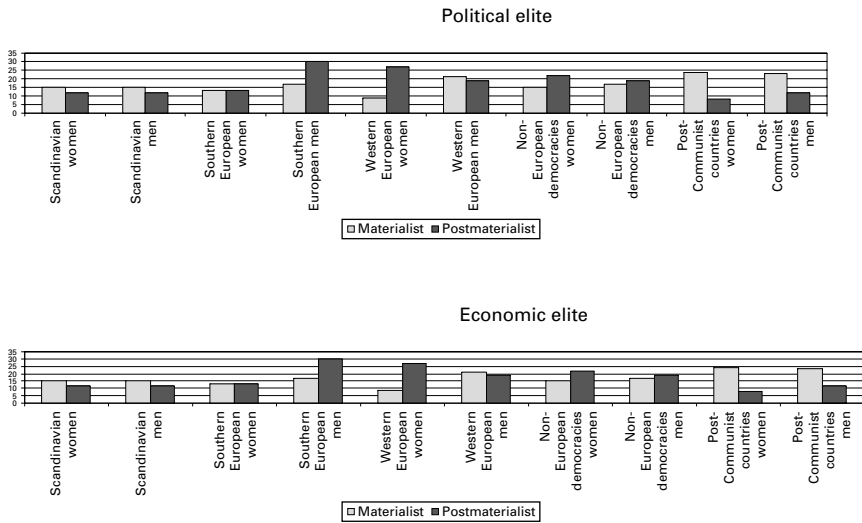 Political elite
35
30
25
20
15
10
5
0
Scandinavian
women
Scandinavian
men
Southern
European
women
Southern
European men
Western
European women
Western
European men
Non-
European
democracies
women
Non-
European
democracies
men
Post-
Communist
countries
women
Post-
Communist
countries
men
Materialist Postmaterialist
Economic elite
35
30
25
20
15
10
5
0
Scandinavian
women
Scandinavian
men
Southern
European
women
Southern
European
men
Western
European
women
Western
European
men
Non-
European
democracies
women
Non-
European
democracies
men
Post-
Communist
countries
women
Post-
Communist
countries
men
Materialist Postmaterialist